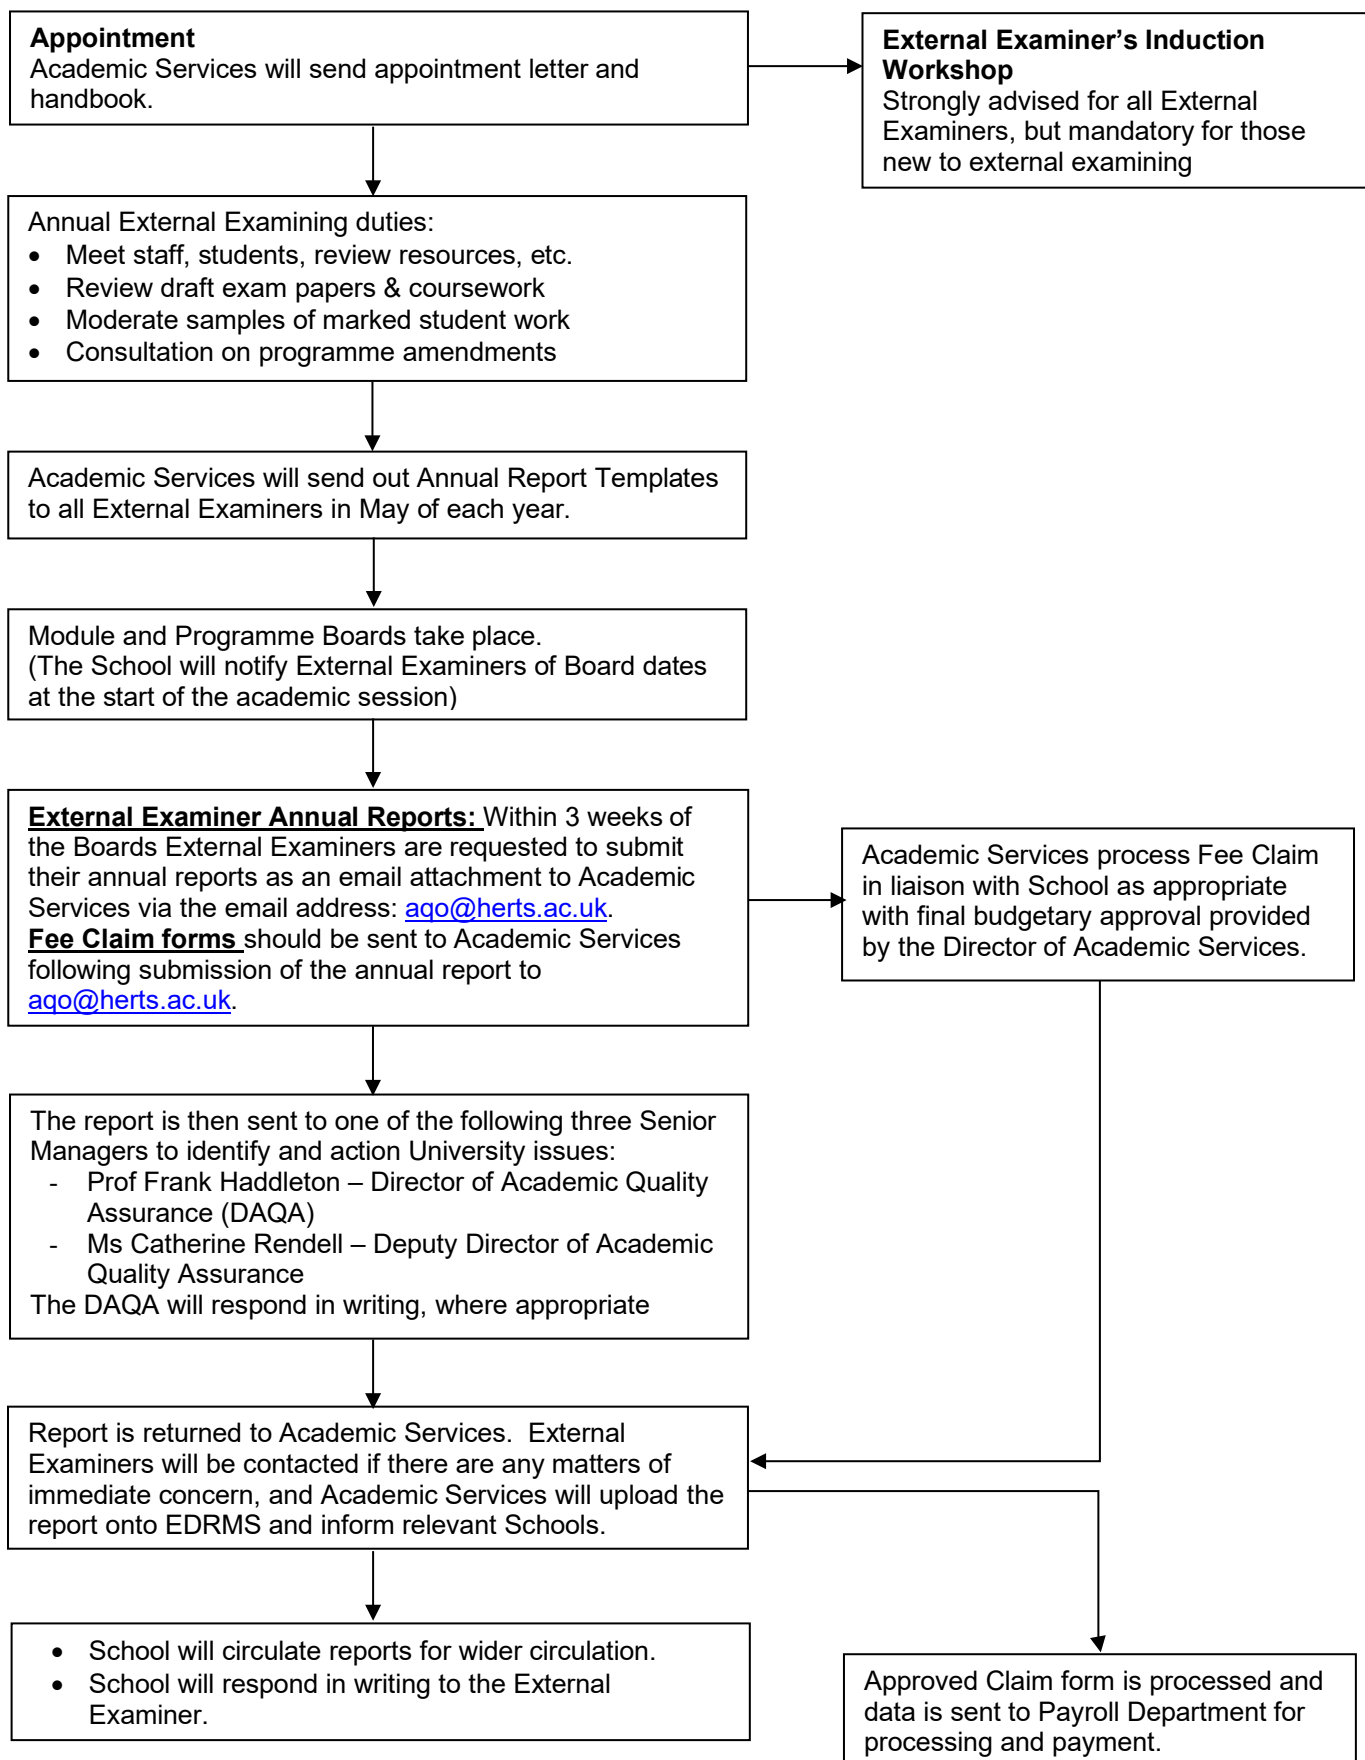 Appointment
Academic Services will send appointment letter and
handbook.
External Examiner’s Induction
Workshop
Strongly advised for all External
Examiners, but mandatory for those
new to external examining
Annual External Examining duties:
• Meet staff, students, review resources, etc.
• Review draft exam papers & coursework
• Moderate samples of marked student work
• Consultation on programme amendments
Academic Services will send out Annual Report Templates
to all External Examiners in May of each year.
Module and Programme Boards take place.
(The School will notify External Examiners of Board dates
at the start of the academic session)
External Examiner Annual Reports: Within 3 weeks of
the Boards External Examiners are requested to submit
their annual reports as an email attachment to Academic
Services via the email address: aqo@herts.ac.uk.
Fee Claim forms should be sent to Academic Services
following submission of the annual report to
aqo@herts.ac.uk.
Academic Services process Fee Claim
in liaison with School as appropriate
with final budgetary approval provided
by the Director of Academic Services.
The report is then sent to one of the following three Senior
Managers to identify and action University issues:
- Prof Frank Haddleton – Director of Academic Quality
Assurance (DAQA)
- Ms Catherine Rendell – Deputy Director of Academic
Quality Assurance
The DAQA will respond in writing, where appropriate
Report is returned to Academic Services. External
Examiners will be contacted if there are any matters of
immediate concern, and Academic Services will upload the
report onto EDRMS and inform relevant Schools.
• School will circulate reports for wider circulation.
• School will respond in writing to the External
Examiner.
Approved Claim form is processed and
data is sent to Payroll Department for
processing and payment.